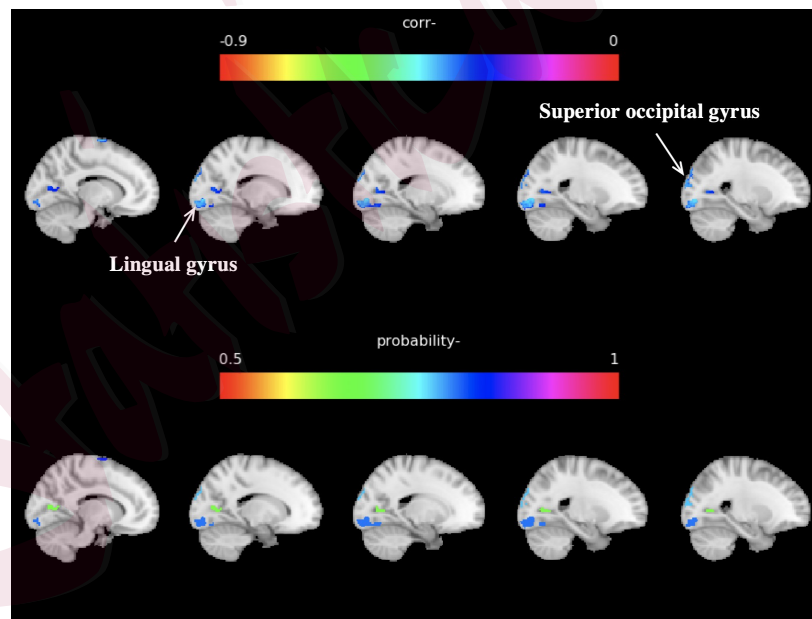 corr-
-0.9 0
Superior occipital gyrus
Lingual gyrus
probability-
0.5 1